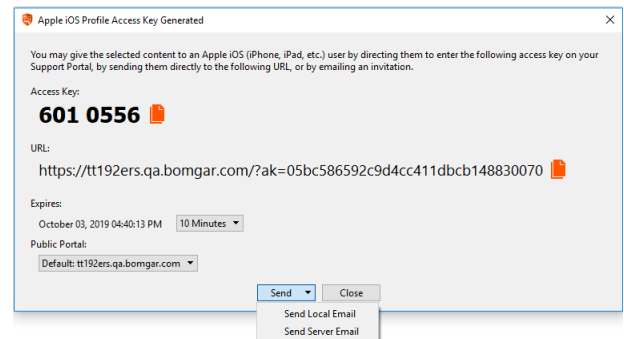 Apple iOS Profile Access Key Generated
You may give the selected content to an Apple iOS (iPhone, iPad, etc.) user by directing them to enter the following access key on your
Support Portal, by sending them directly to the following URL, or by emailing an invitation.
Access Key:
601 0556
URL:
https://tt192ers.qa.bomgar.com/?ak=05bc586592c9d4cc411dbcb148830070
Expires:
October 03, 2019 04:40:13 PM 10 Minutes
Public Portal:
Default: tt192ers.qa.bomgar.com
Send Close
Send Local Email
Send Server Email